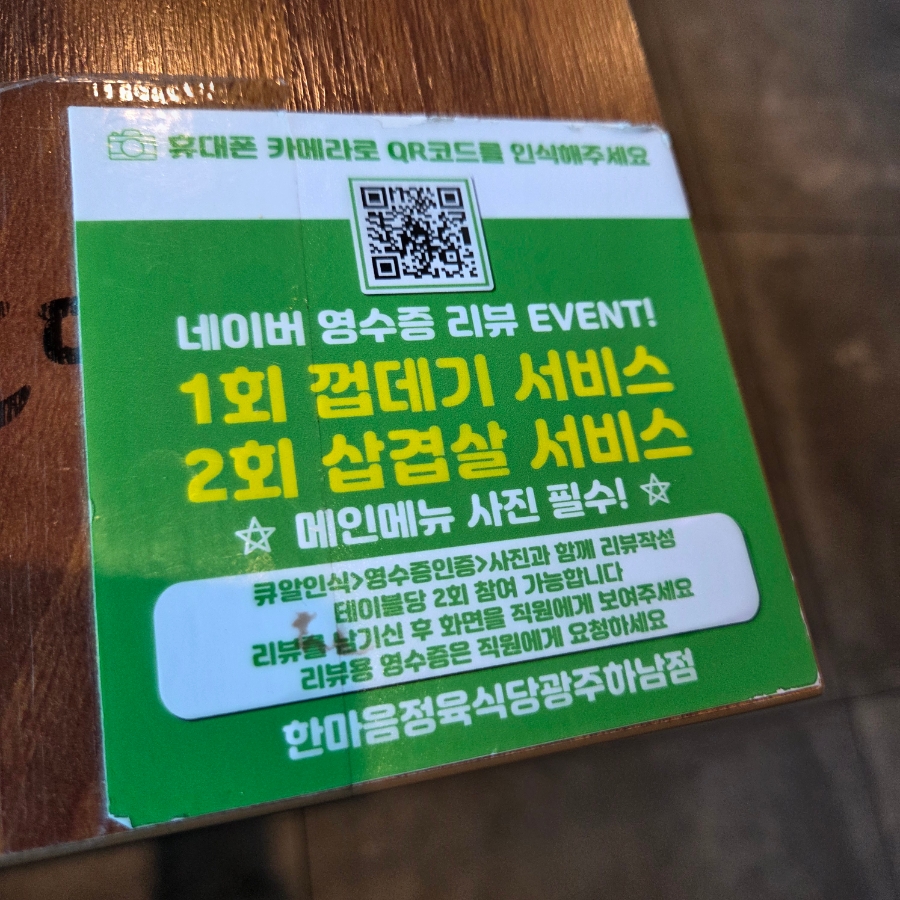 휴대폰 카메라로 QR코드를 인식해주세요
네이버 영수증 리뷰 EVENT!
1회 껍데기 서비스
2회 삽겹살 서비스
메인메뉴 사진 필수!
큐알인식>영수증인증>사진과 함께 리뷰작성
테이블당 2회 참여 가능합니다
리뷰를 남기신 후 화면을 직원에게 보여주세요
리뷰용 영수증은 직원에게 요청하세요
한마음정육식당광주하남점